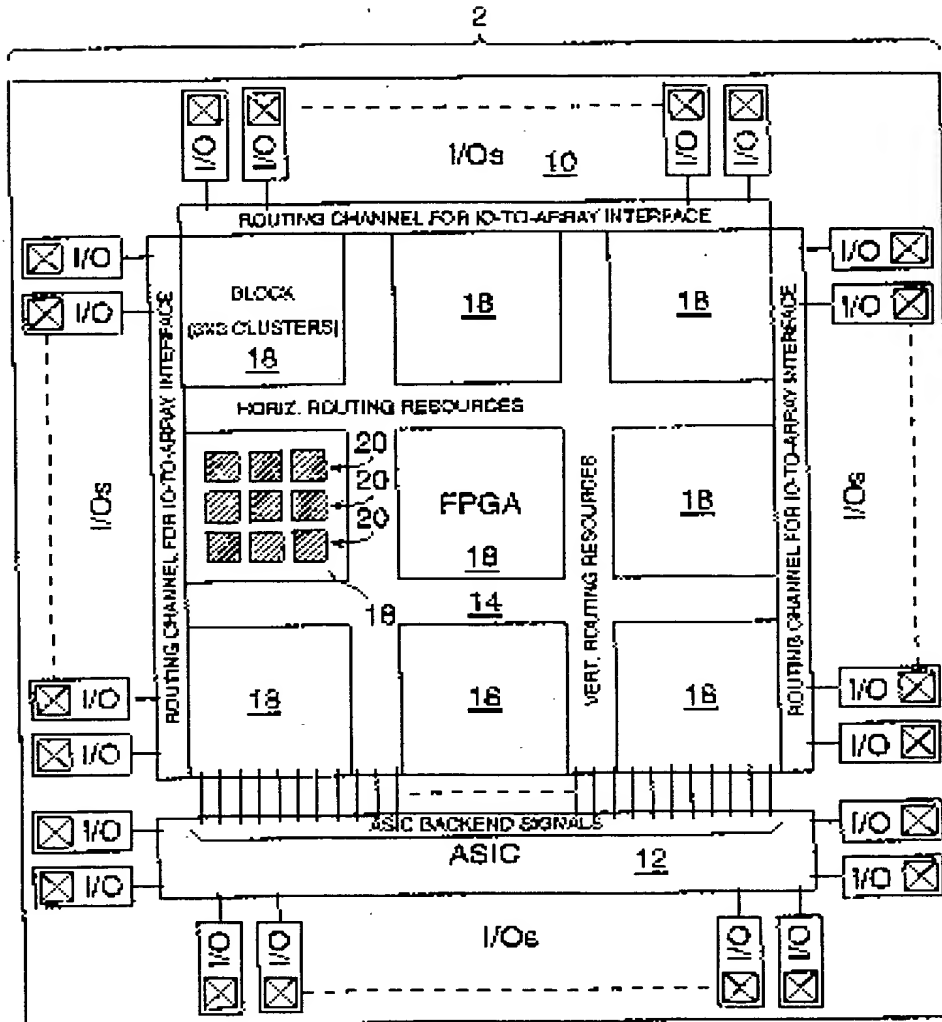 2
I/O I/O I/O I/O
I/Os 10
ROUTING CHANNEL FOR IO-TO-ARRAY INTERFACE
I/O
I/O
I/O
I/O
BLOCK
(3X3 CLUSTERS)
18
18
18
ROUTING CHANNEL FOR IO-TO-ARRAY INTERFACE
ROUTING CHANNEL FOR IO-TO-ARRAY INTERFACE
HORIZ. ROUTING RESOURCES
I/Os
20
20
20
18
FPGA
18
18
VERT. ROUTING RESOURCES
I/Os
14
18
18
18
I/O
I/O
I/O
I/O
ASIC BACKEND SIGNALS
ASIC 12
I/O
I/O
I/O
I/O
I/O I/O I/O I/O
I/Os